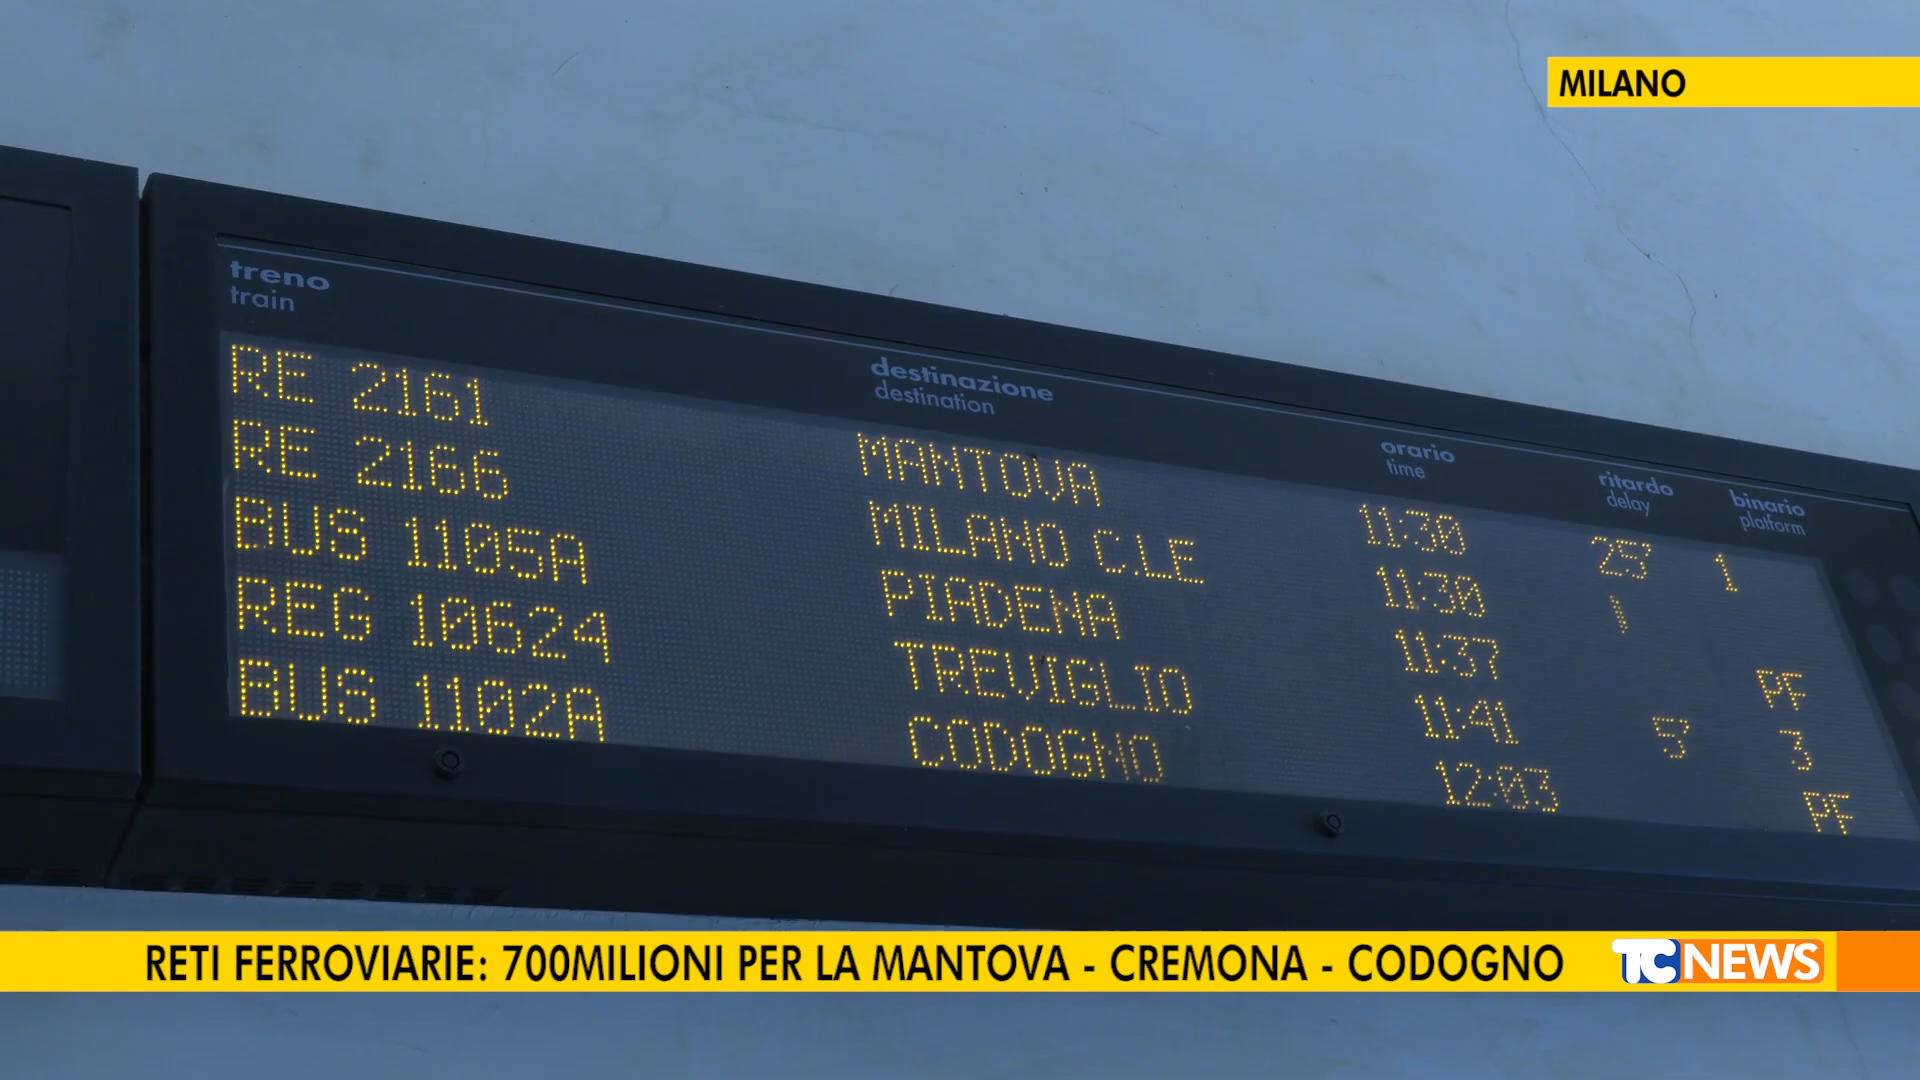 MILANO
treno destinazione orario ritardo binario
train destination time delay platform
RE 2161 MANTOVA 11:30 25' 1
RE 2166 MILANO C.LE 11:30
BUS 1105A PIADENA 11:37 PF
REG 10624 TREVIGLIO 11:41 5' 3
BUS 1102A CODOGNO 12:03 PF
RETI FERROVIARIE: 700MILIONI PER LA MANTOVA - CREMONA - CODOGNO TC NEWS